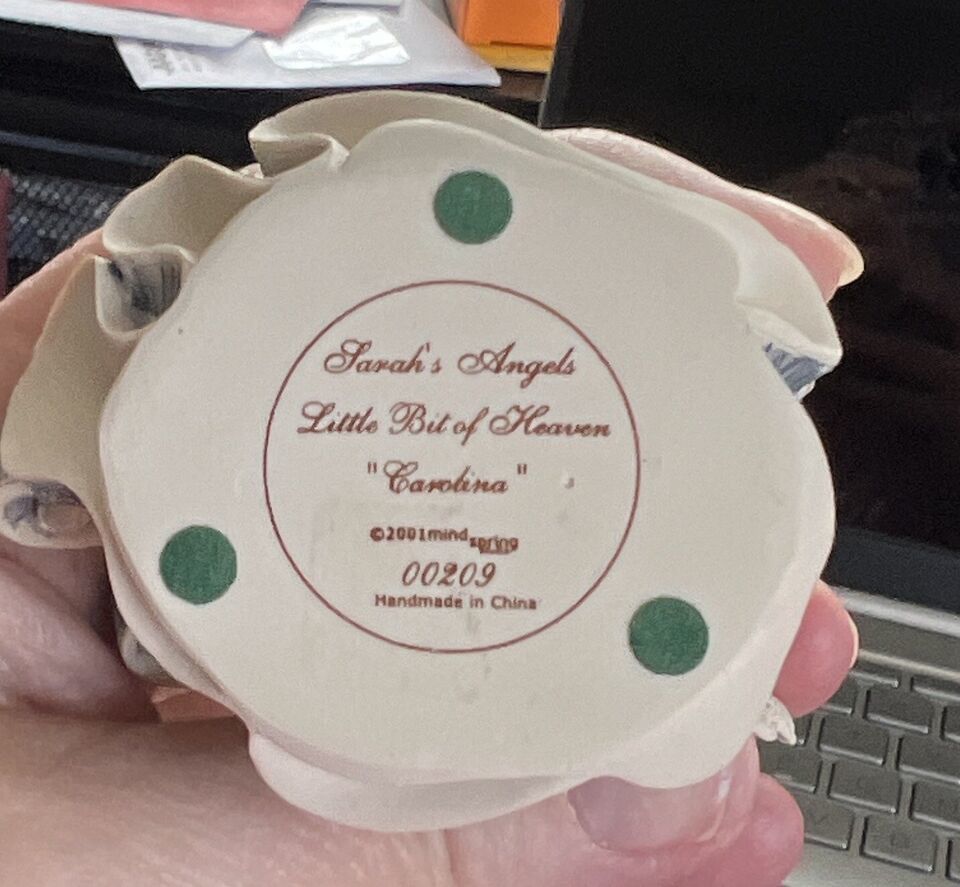 Sarah's Angels
Little Bit of Heaven
"Carolina"
©2001mindspring
00209
Handmade in China